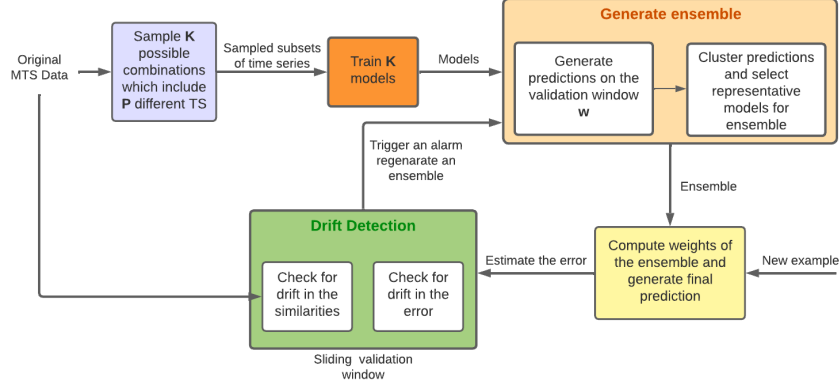 Original
MTS Data
Sample K
possible
combinations
which include
P different TS
Sampled subsets
of time series
Train K
models
Models
Generate ensemble
Generate
predictions on the
validation window
w
Cluster predictions
and select
representative
models for
ensemble
Trigger an alarm
regenarate an
ensemble
Ensemble
Drift Detection
Check for
drift in the
similarities
Check for
drift in the
error
Estimate the error
Compute weights of
the ensemble and
generate final
prediction
New example
Sliding validation
window